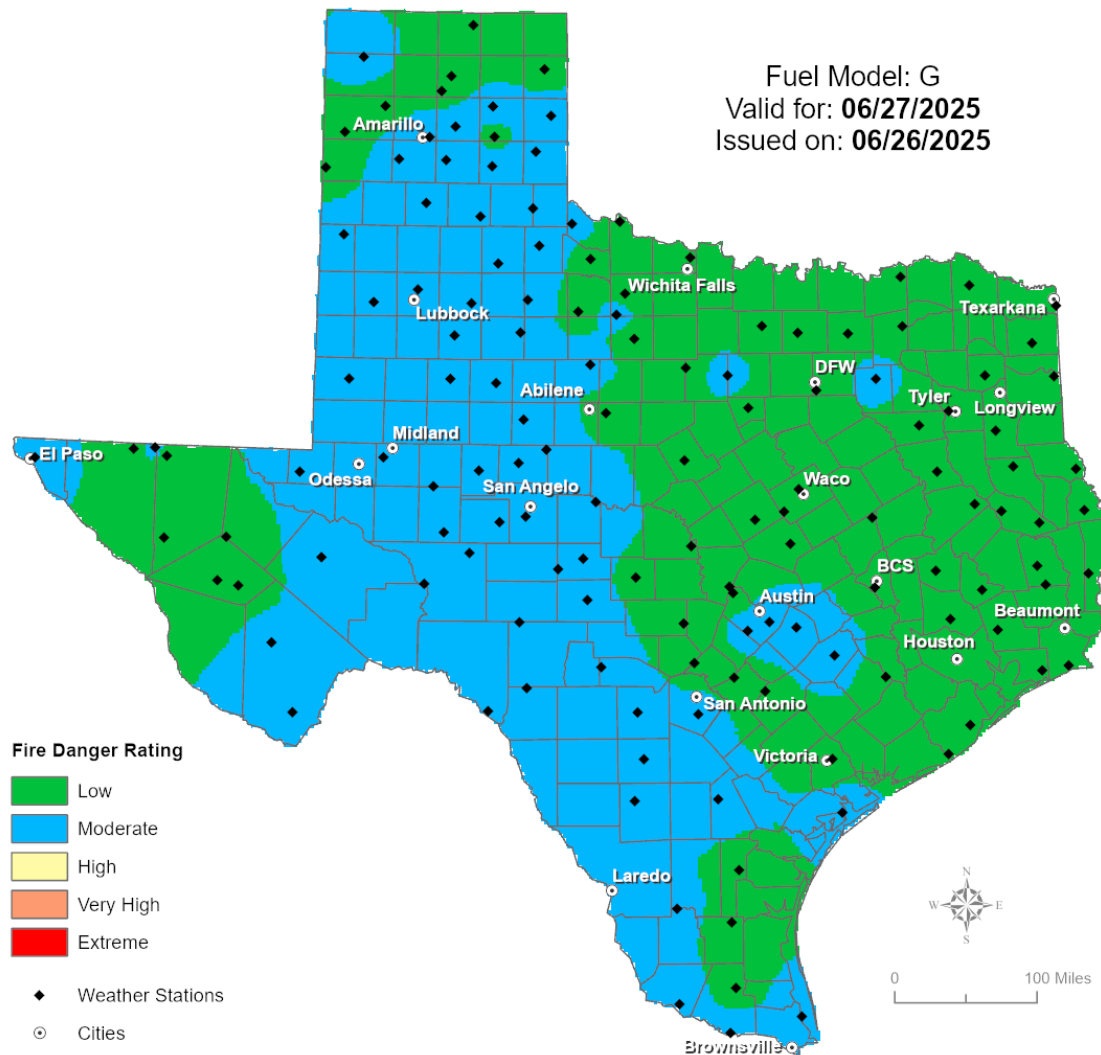 Fuel Model: G
Valid for: 06/27/2025
Issued on: 06/26/2025
Amarillo
Wichita Falls
Texarkana
Lubbock
DFW
Abilene
Tyler
Longview
Midland
El Paso
Odessa
San Angelo
Waco
BCS
Austin
Beaumont
Houston
San Antonio
Victoria
Laredo
Brownsville
Fire Danger Rating
Low
Moderate
High
Very High
Extreme
Weather Stations
Cities
N
W
E
S
0
100 Miles